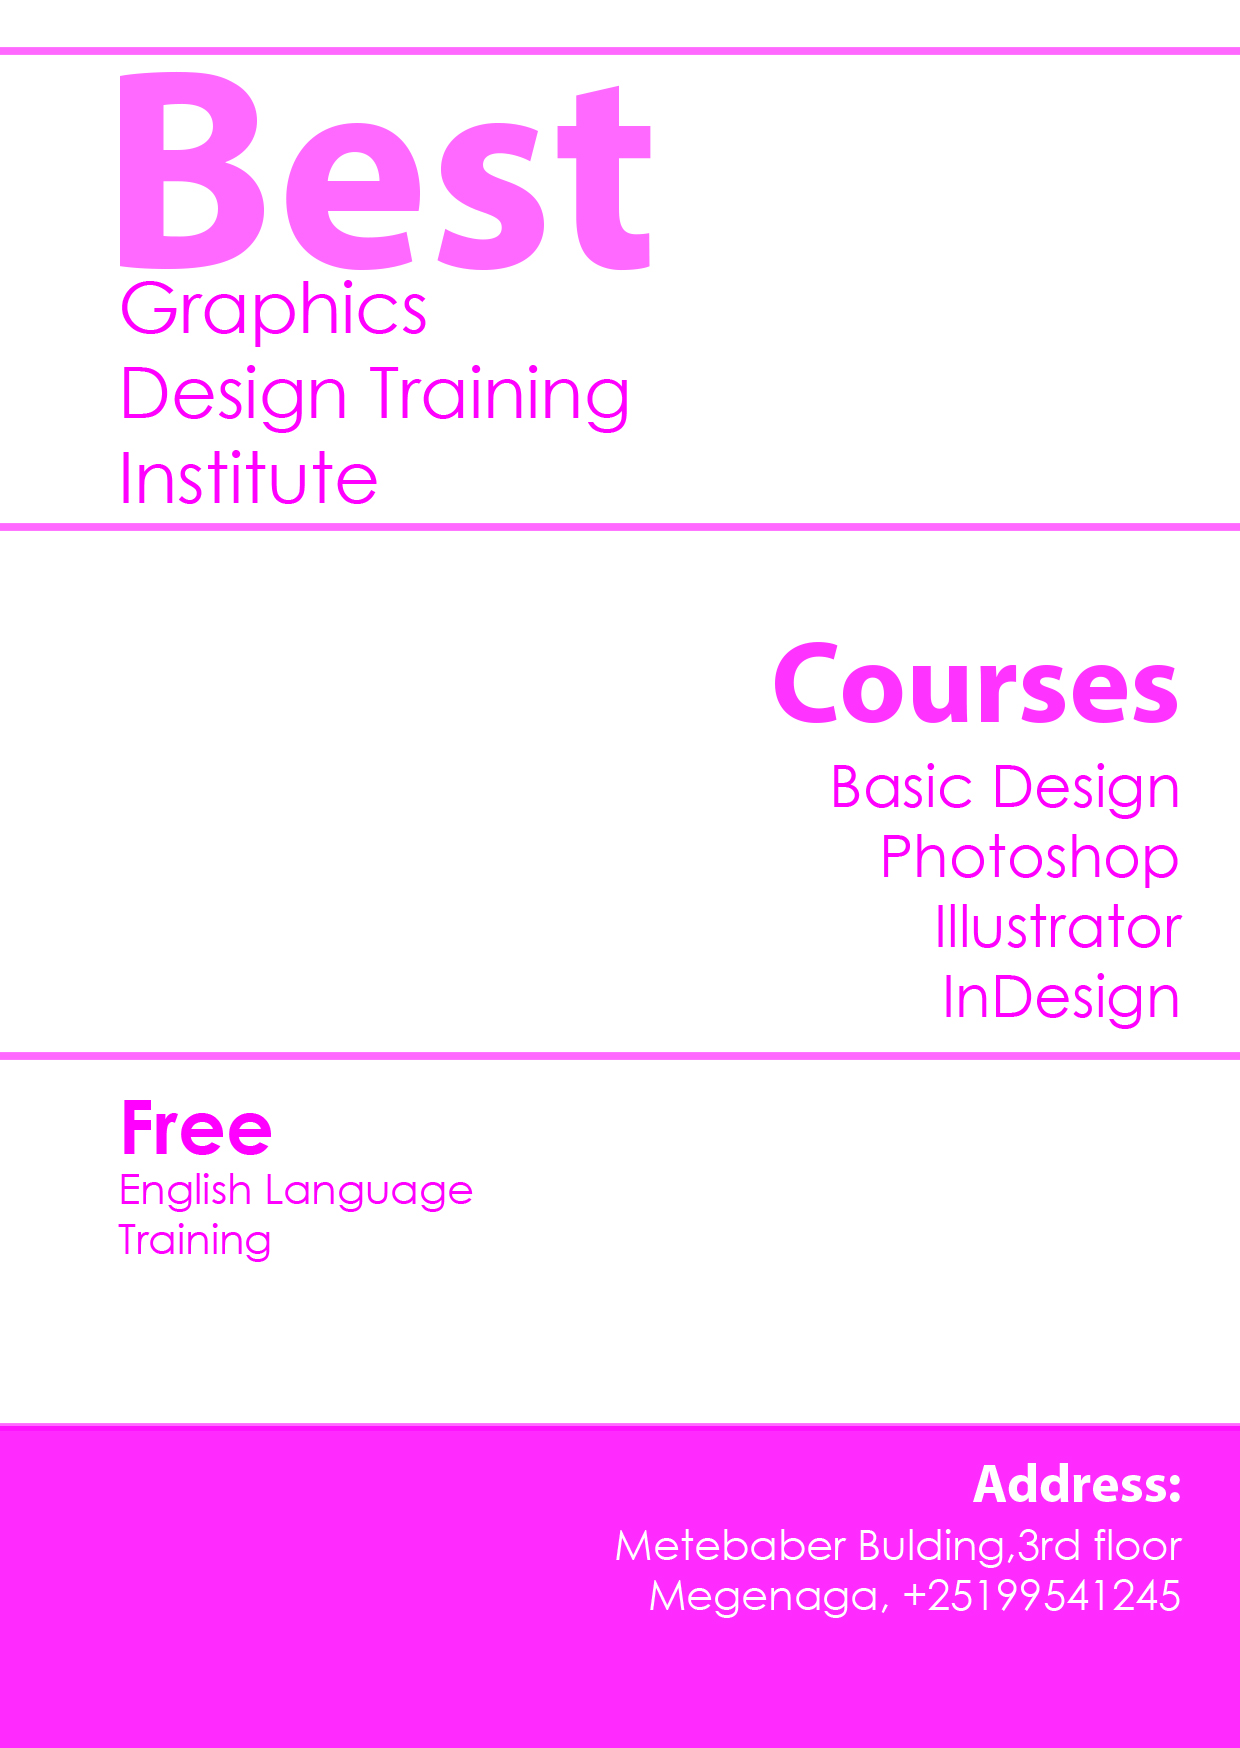 Best
Graphics
Design Training
Institute
Courses
Basic Design
Photoshop
Illustrator
InDesign
Free
English Language
Training
Address:
Metebaber Bulding,3rd floor
Megenaga, +25199541245